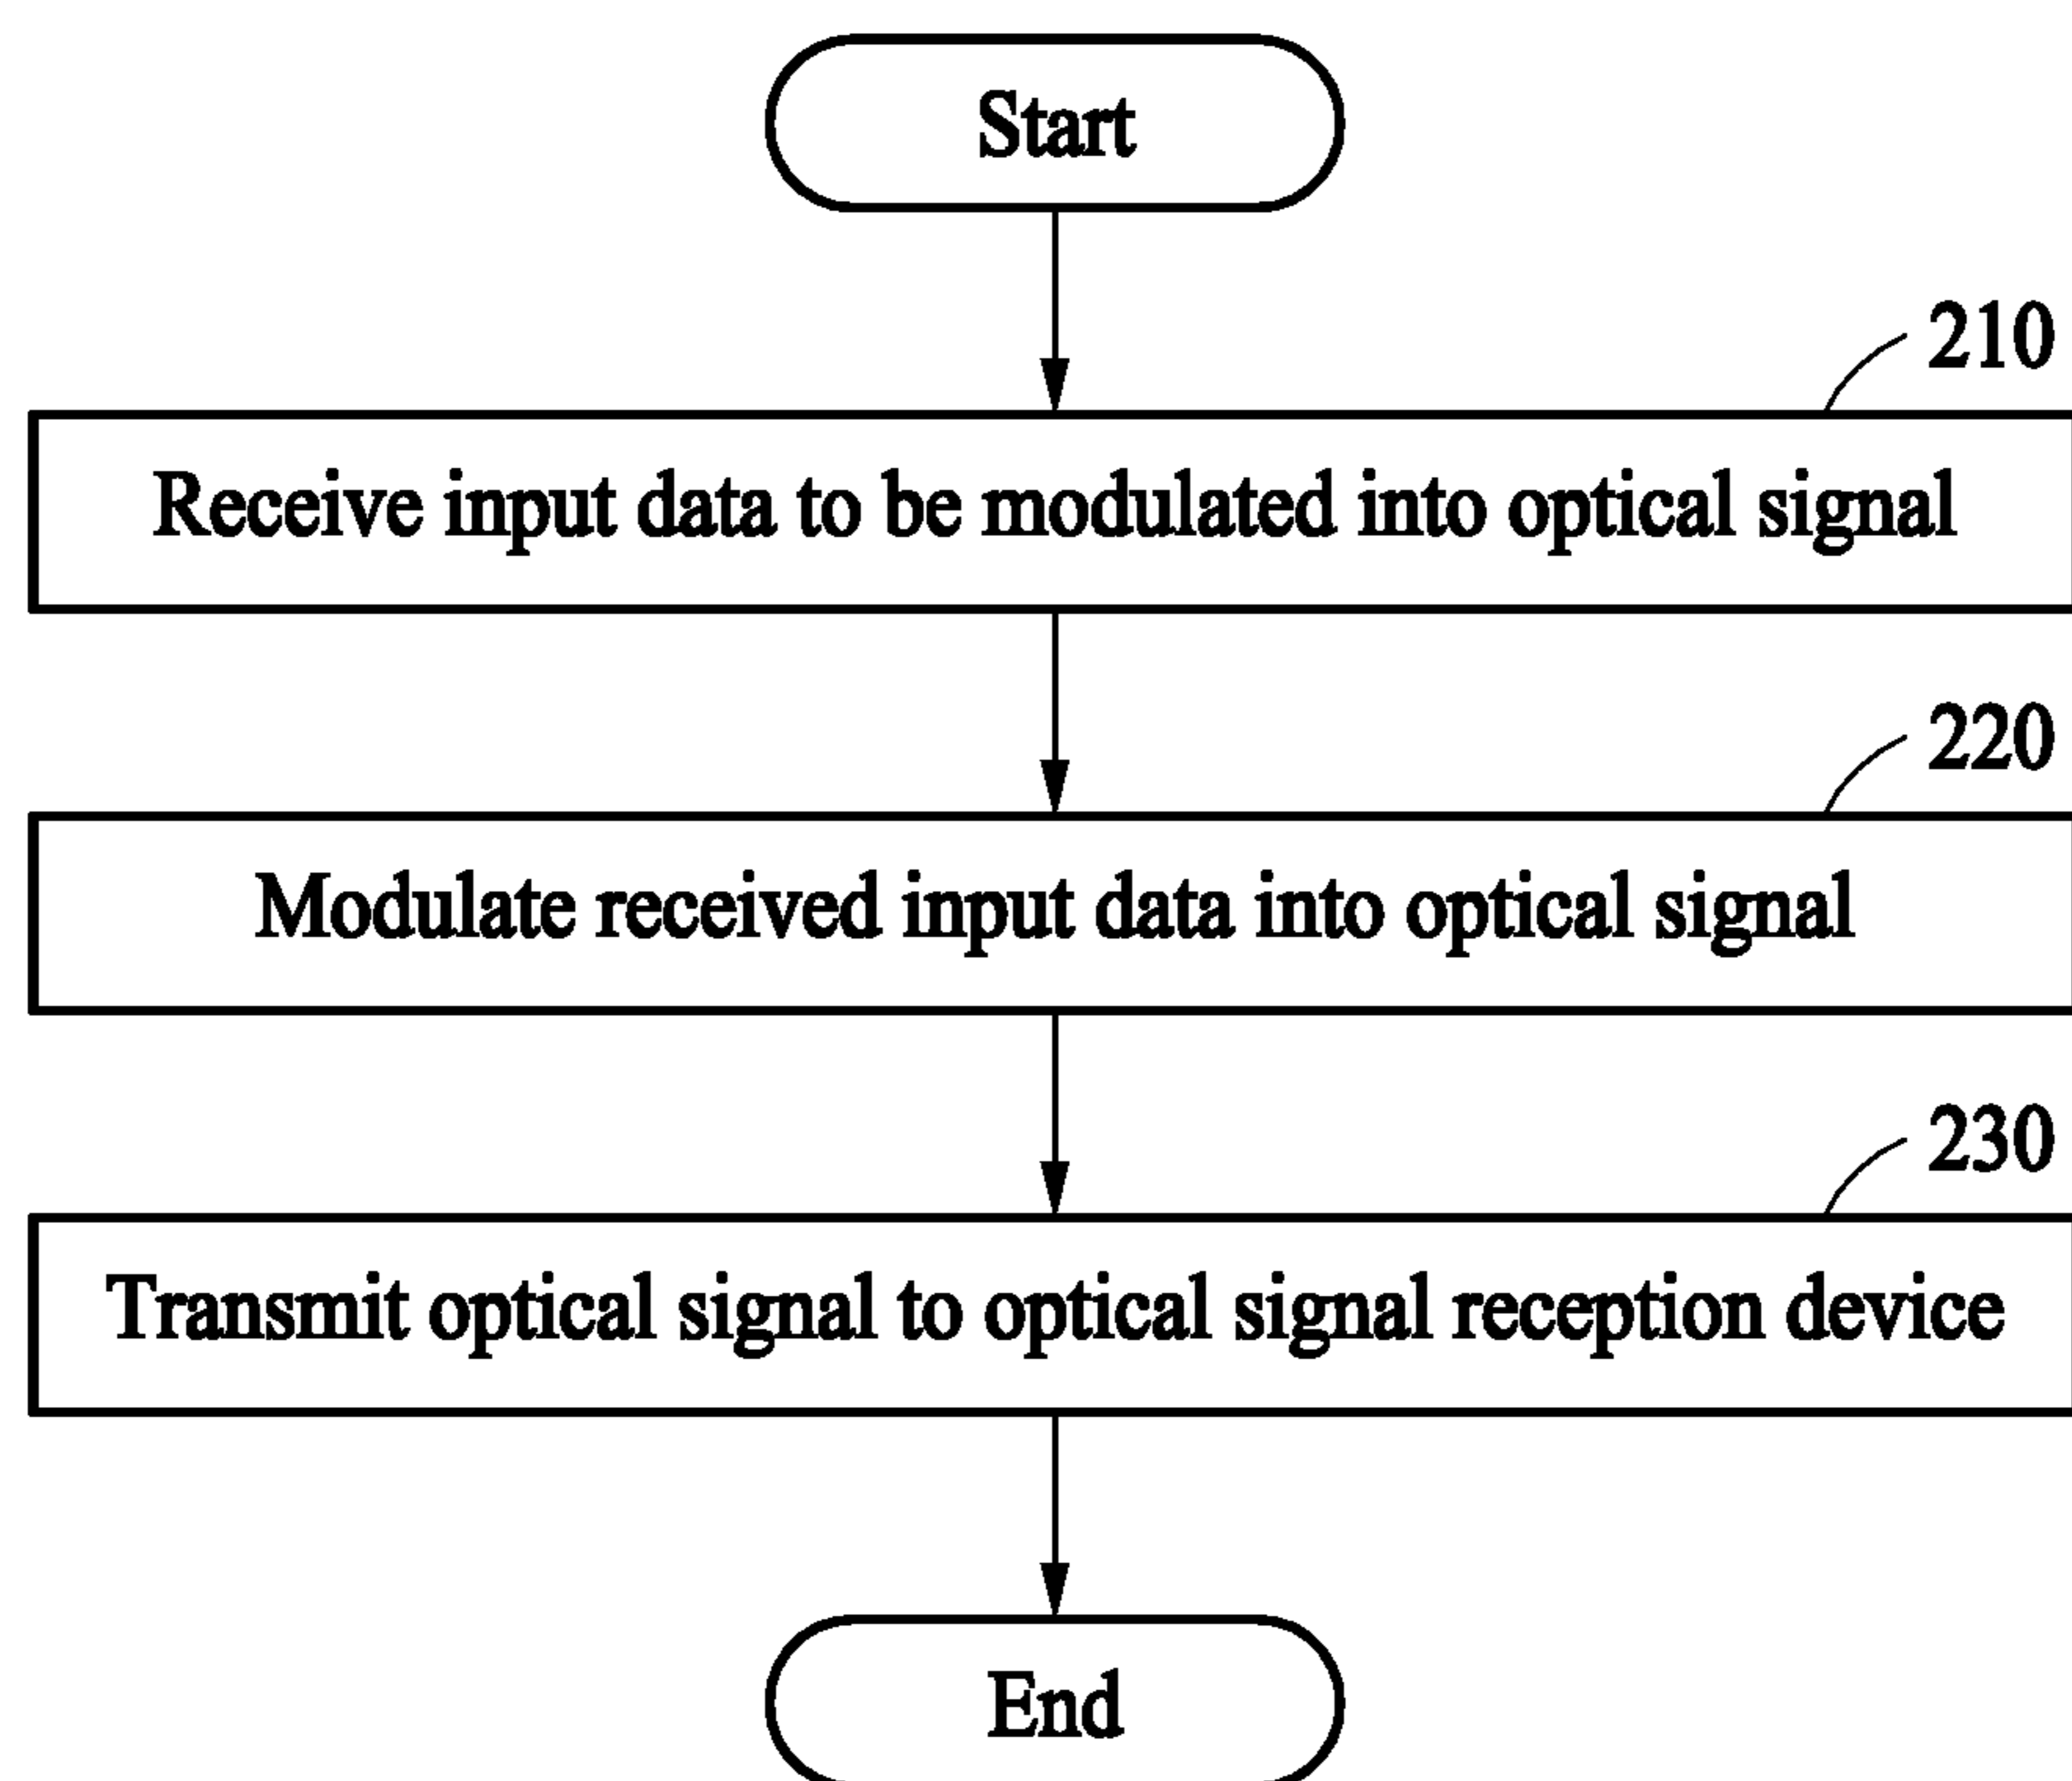 Start
210
Receive input data to be modulated into optical signal
220
Modulate received input data into optical signal
230
Transmit optical signal to optical signal reception device
End